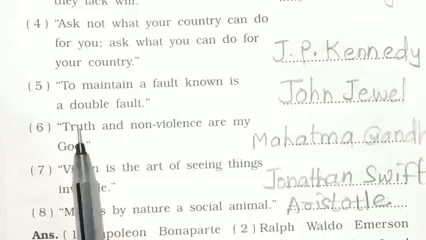 they lack will.
(4) "Ask not what your country can do
for you; ask what you can do for
your country."
J. P. Kennedy
(5) "To maintain a fault known is
a double fault."
John Jewel
(6) "Truth and non-violence are my
Mahatma Gandh
(7) is the art of seeing things
Jonathan Swift
(8) by nature a social animal." Aristotle
Ans. (1) Bonaparte (2) Ralph Waldo Emerson